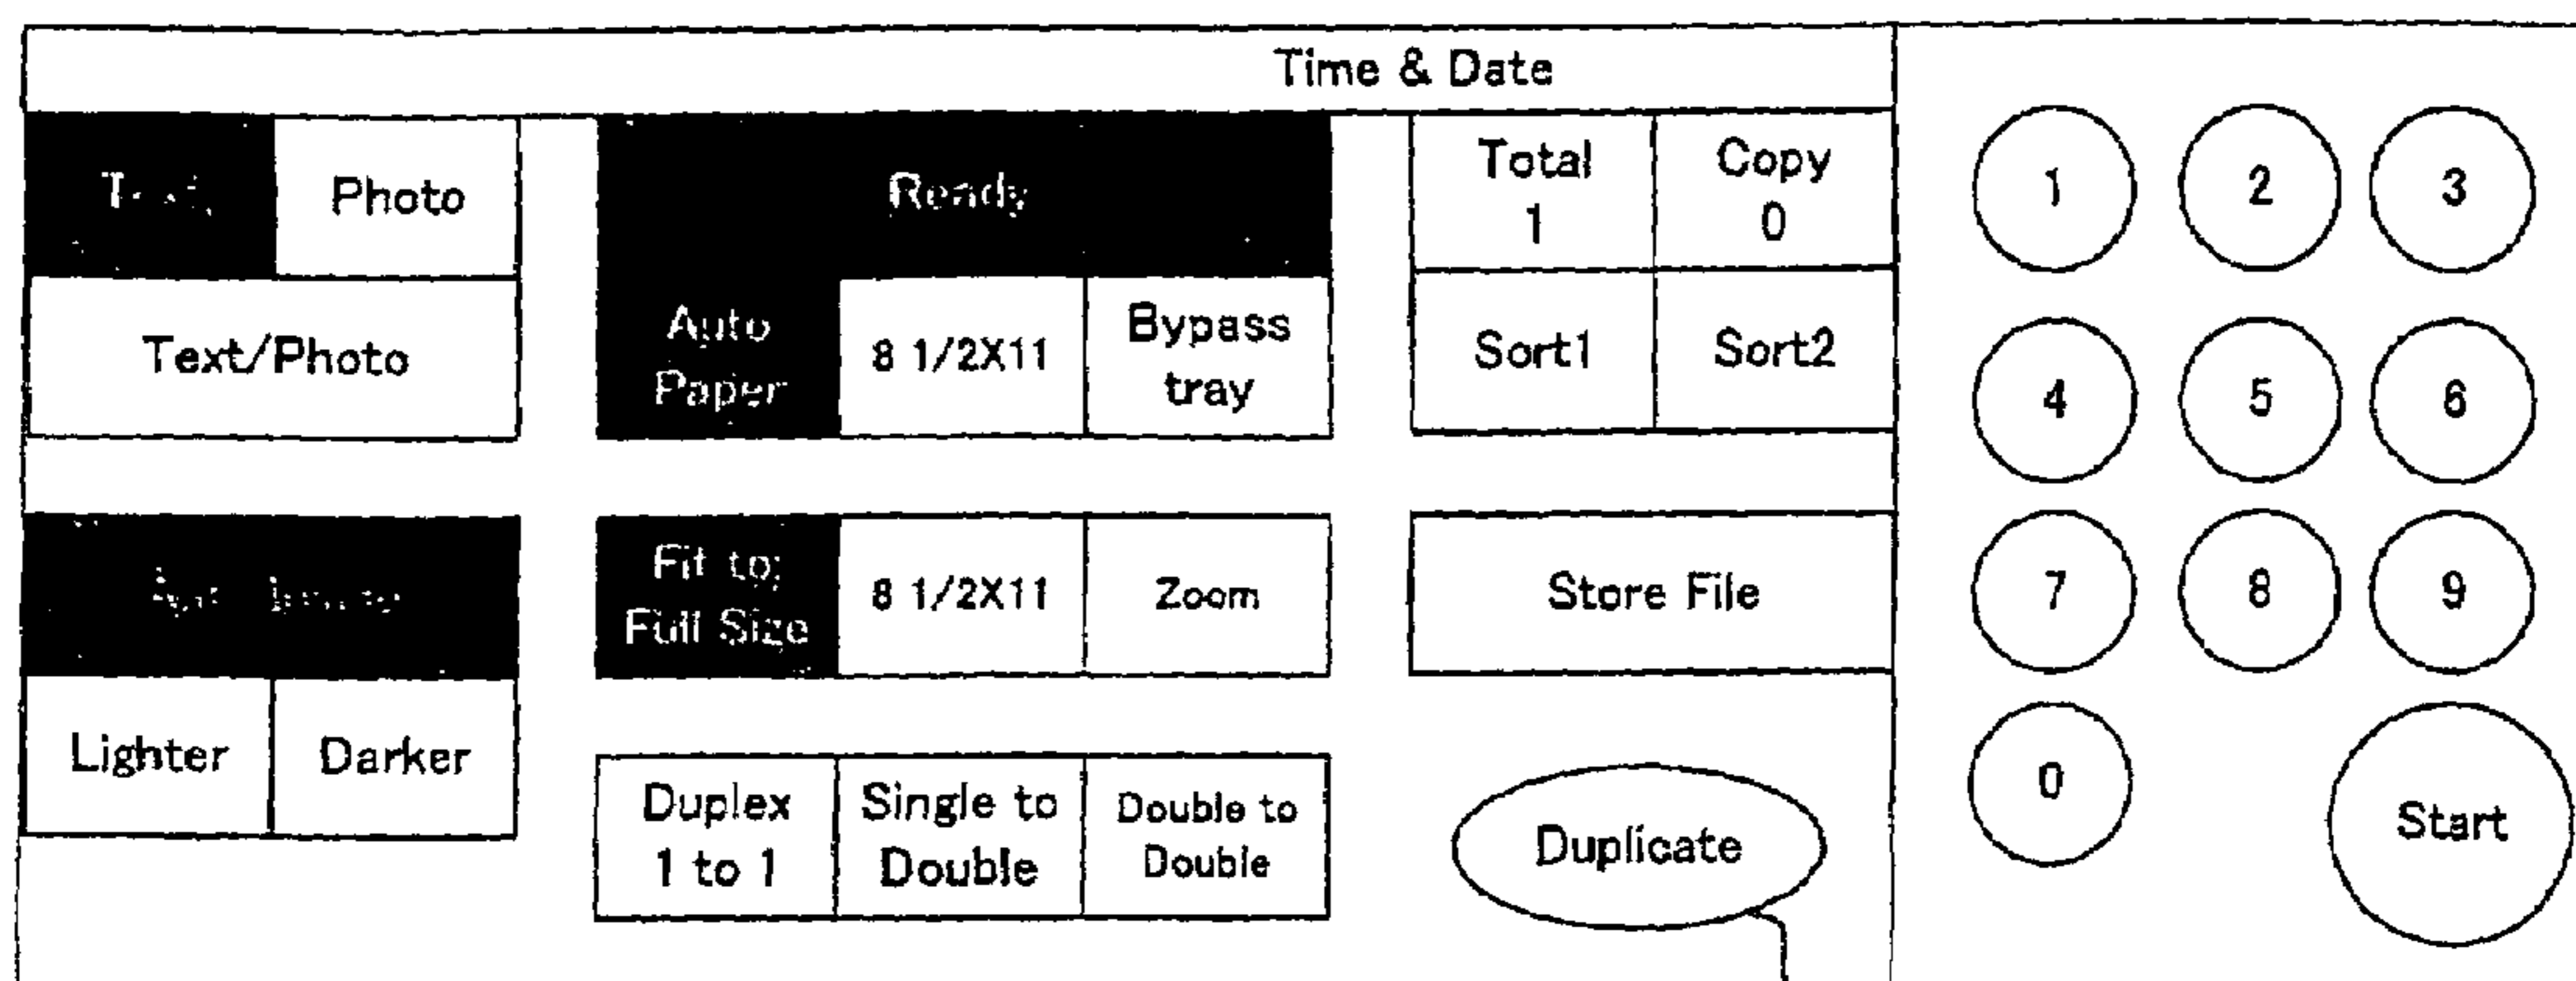 Time & Date
Text
Photo
Text/Photo
Ready
Auto
Paper
8 1/2X11
Bypass
tray
Total
1
Copy
0
Sort1
Sort2
1
2
3
4
5
6
Lighter
Darker
Fit to
Full Size
8 1/2X11
Zoom
Store File
7
8
9
Duplex
1 to 1
Single to
Double
Double to
Double
Duplicate
0
Start